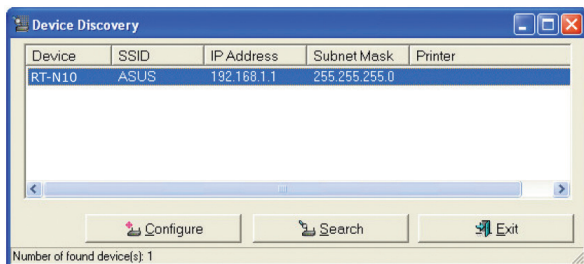 Device Discovery
Device SSID IP Address Subnet Mask Printer
RT-N10 ASUS 192.168.1.1 255.255.255.0
Configure Search Exit
Number of found device(s): 1